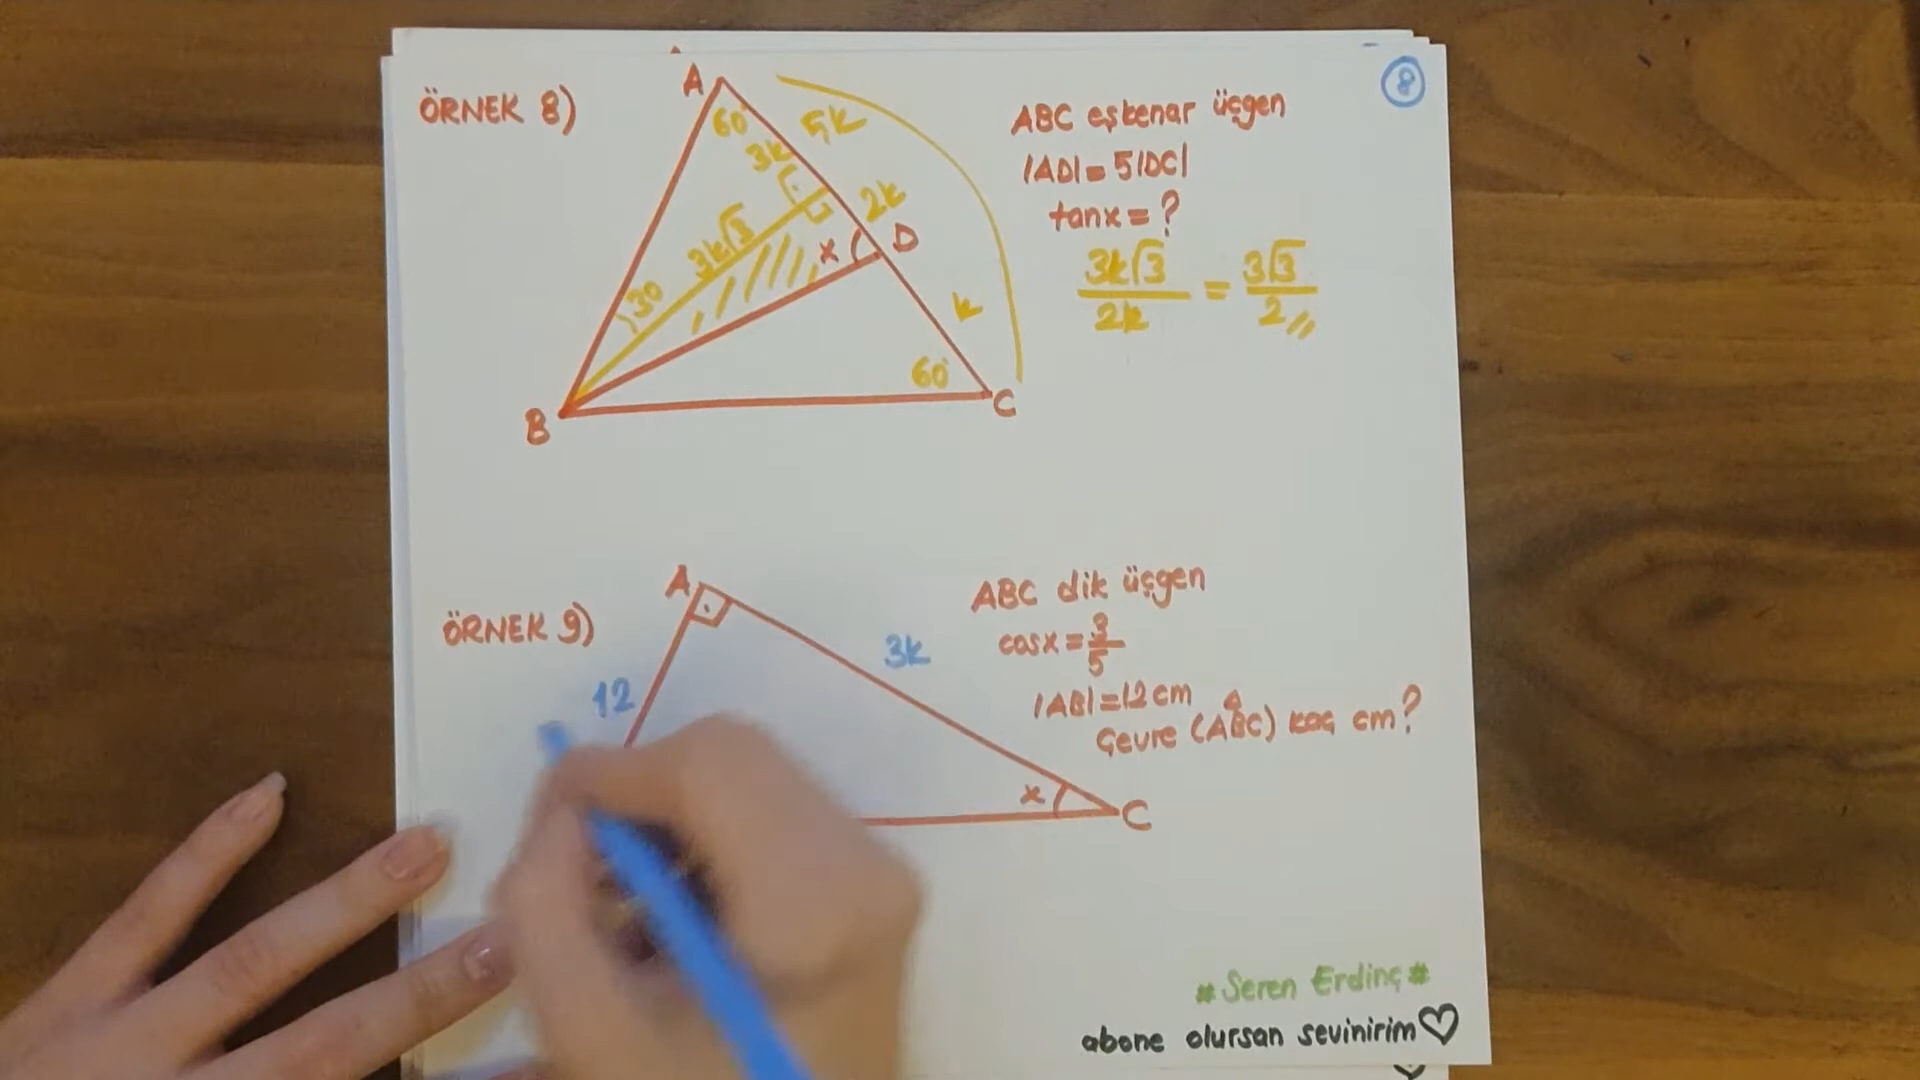 8
ÖRNEK 8)
A
60°
5k
3k
2k
3k√3
30
x
D
k
60°
B
C
ABC eşkenar üçgen
|AD| = 5|DC|
tanx = ?
3k√3/2k = 3√3/2
ÖRNEK 9)
A
12
3k
x
C
ABC dik üçgen
cosx = 3/5
|AB| = 12 cm
Çevre (ABC) kaç cm?
# Seren Erdinç #
abone olursan sevinirim♡